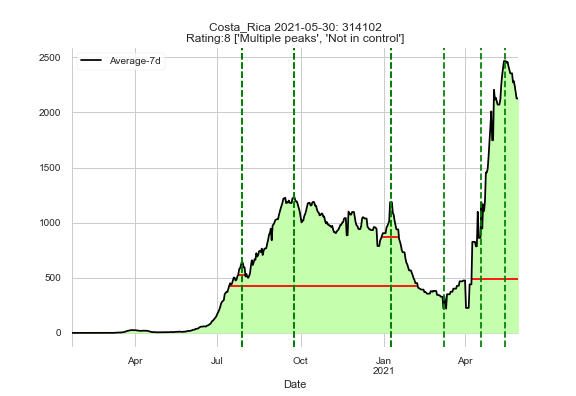 Costa_Rica 2021-05-30: 314102
Rating:8 ['Multiple peaks', 'Not in control']
Average-7d
2500
2000
1500
1000
500
0
Apr
Jul
Oct
Jan
2021
Apr
Date